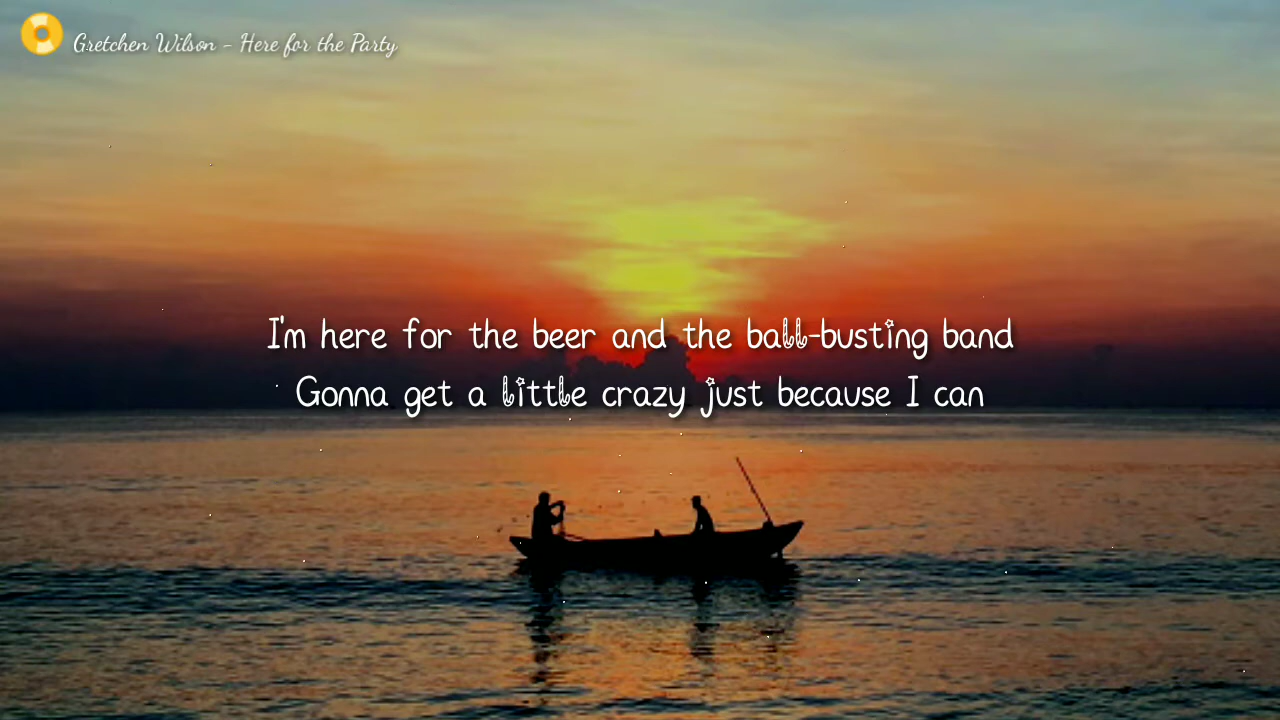 Gretchen Wilson - Here for the Party
I'm here for the beer and the ball-busting band
Gonna get a little crazy just because I can